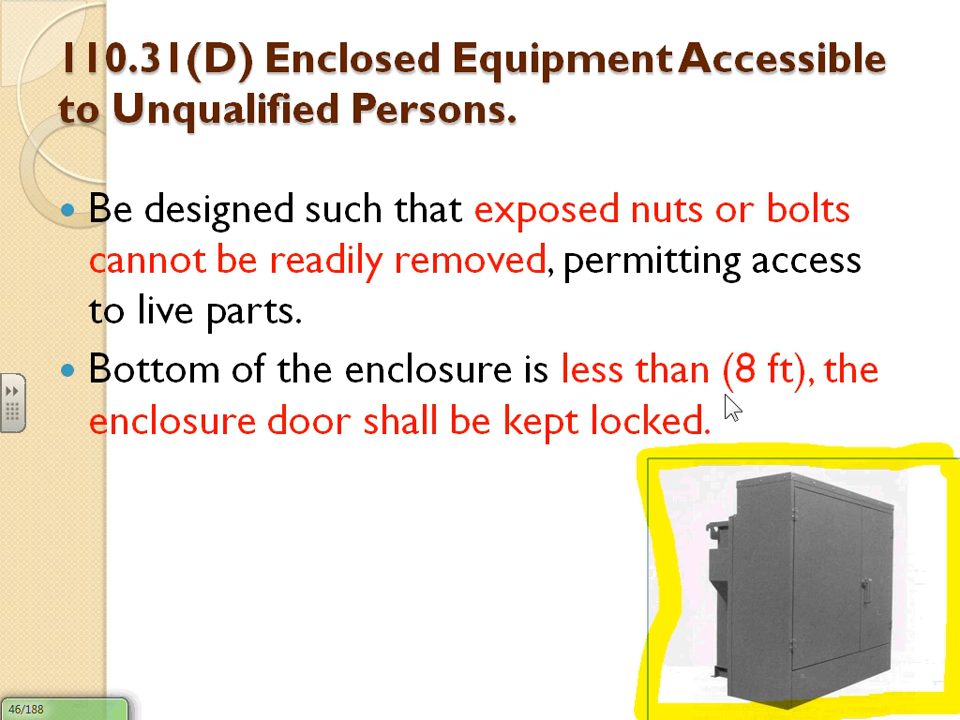 110.31(D) Enclosed Equipment Accessible
to Unqualified Persons.
Be designed such that exposed nuts or bolts
cannot be readily removed, permitting access
to live parts.
Bottom of the enclosure is less than (8 ft), the
enclosure door shall be kept locked.
46/188